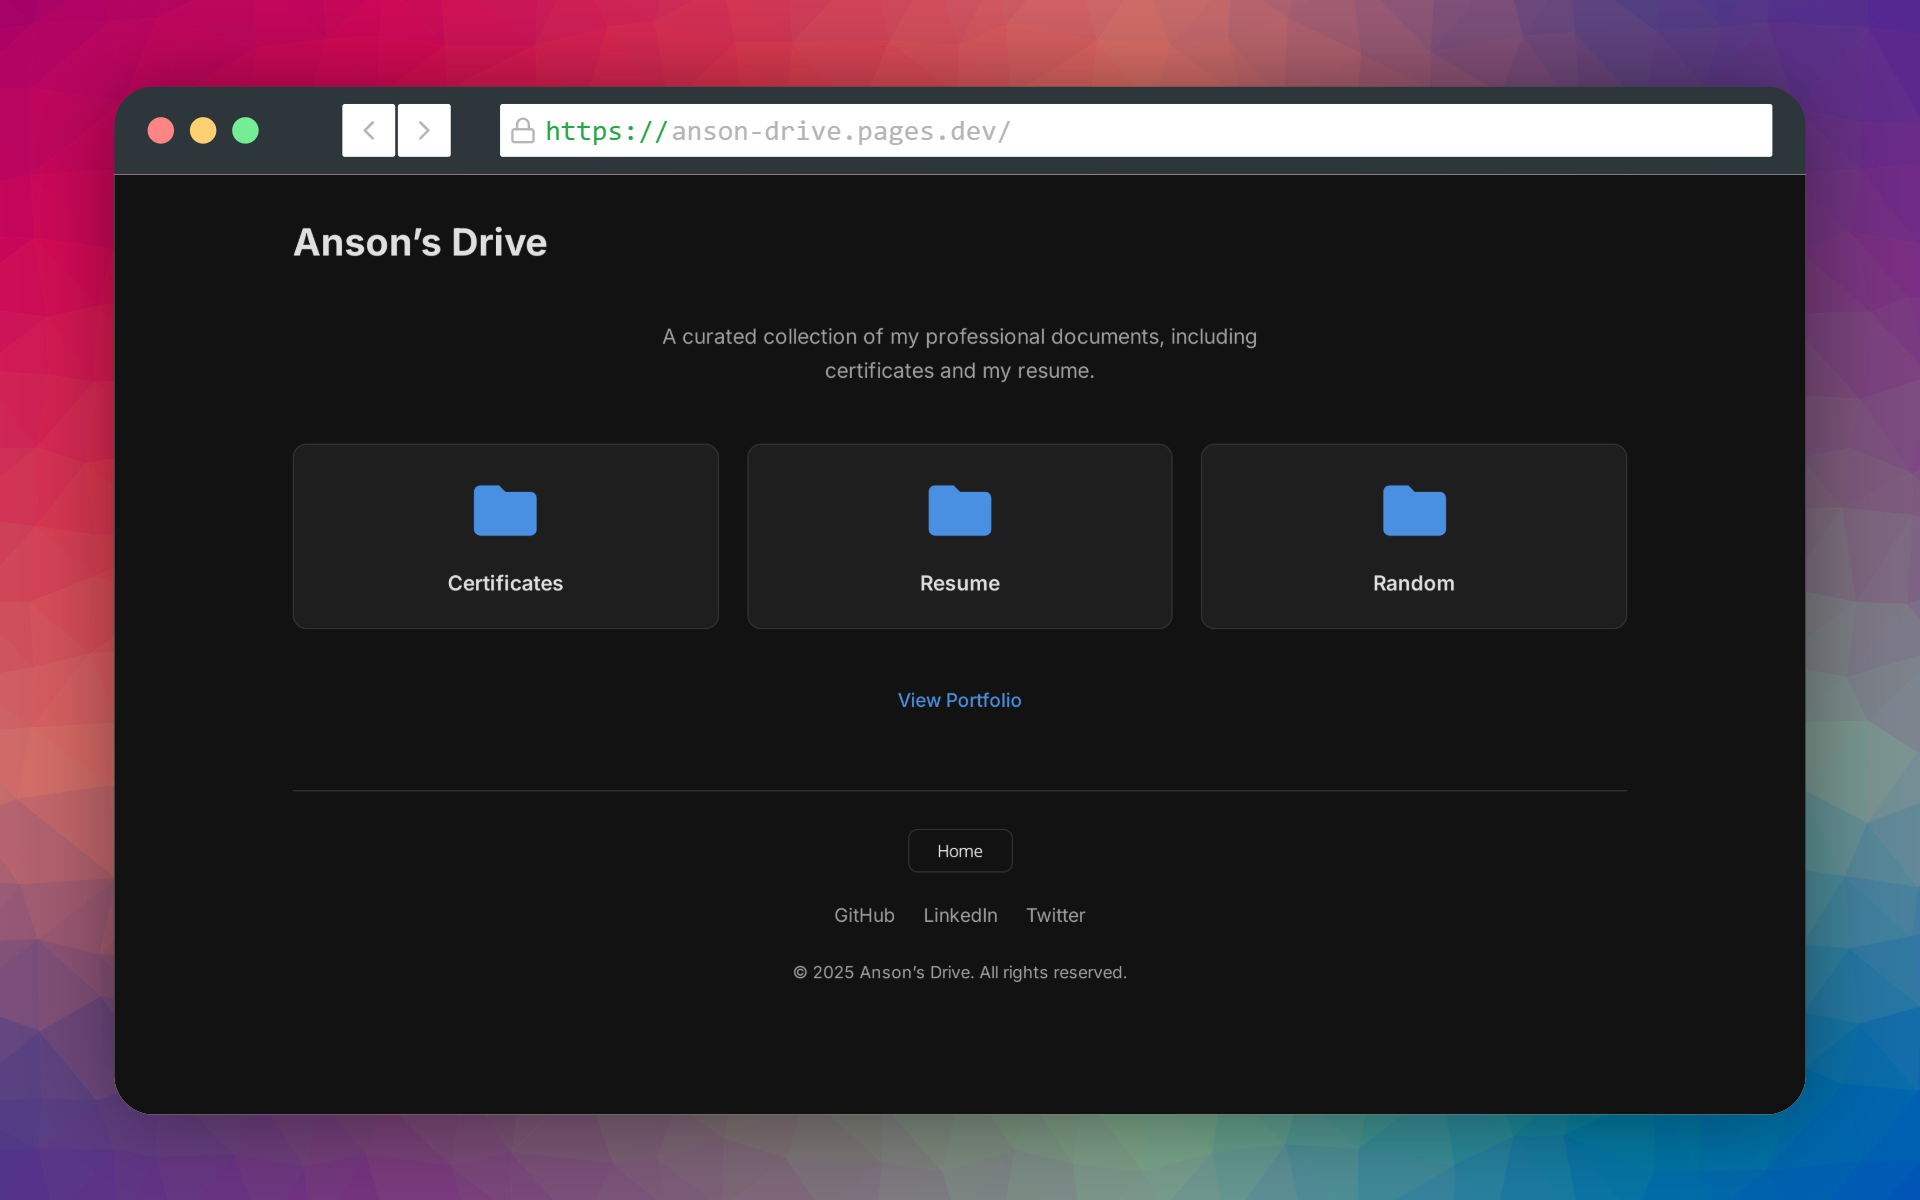 https://anson-drive.pages.dev/
Anson’s Drive
A curated collection of my professional documents, including
certificates and my resume.
Certificates
Resume
Random
View Portfolio
Home
GitHub LinkedIn Twitter
© 2025 Anson’s Drive. All rights reserved.